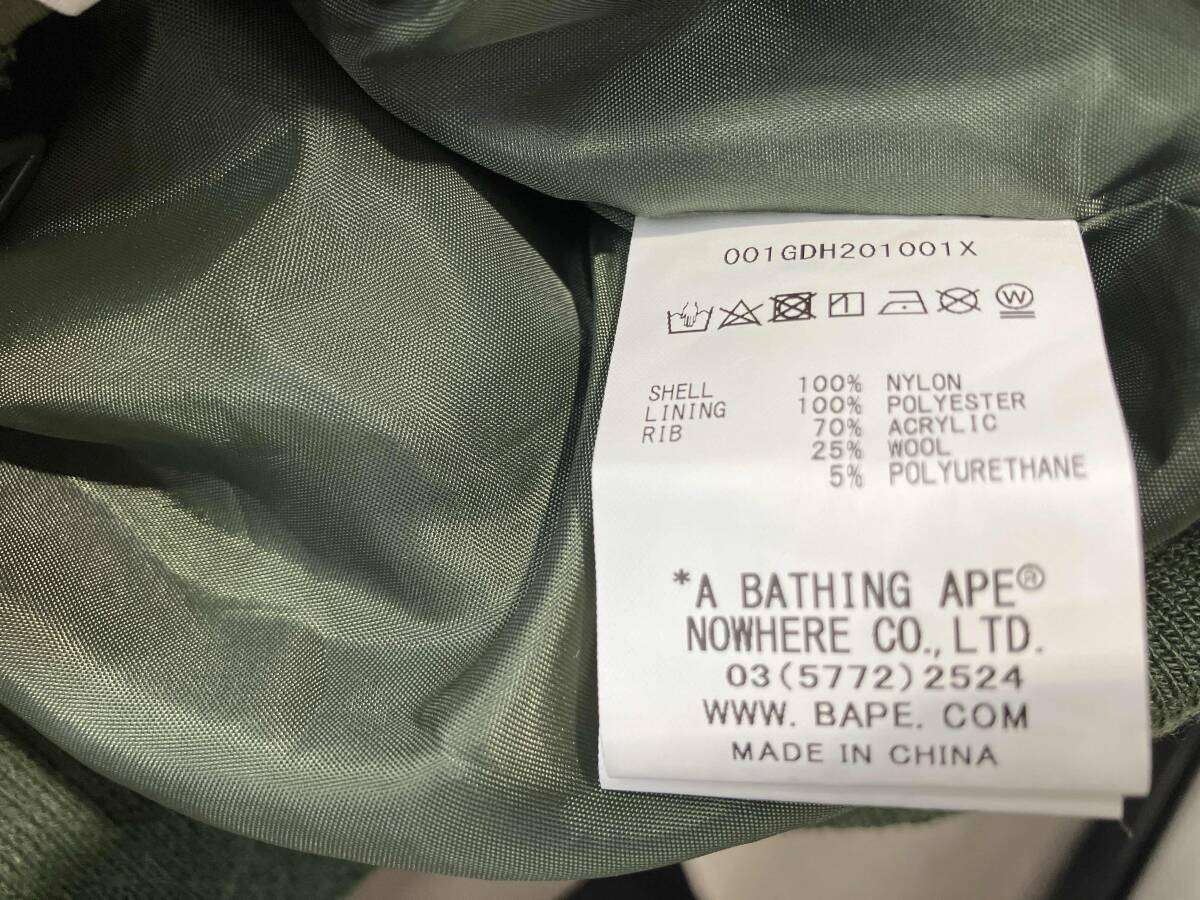 001GDH201001X
W
SHELL 100% NYLON
LINING 100% POLYESTER
RIB 70% ACRYLIC
25% WOOL
5% POLYURETHANE
*A BATHING APE®
NOWHERE CO., LTD.
03(5772)2524
WWW. BAPE. COM
MADE IN CHINA